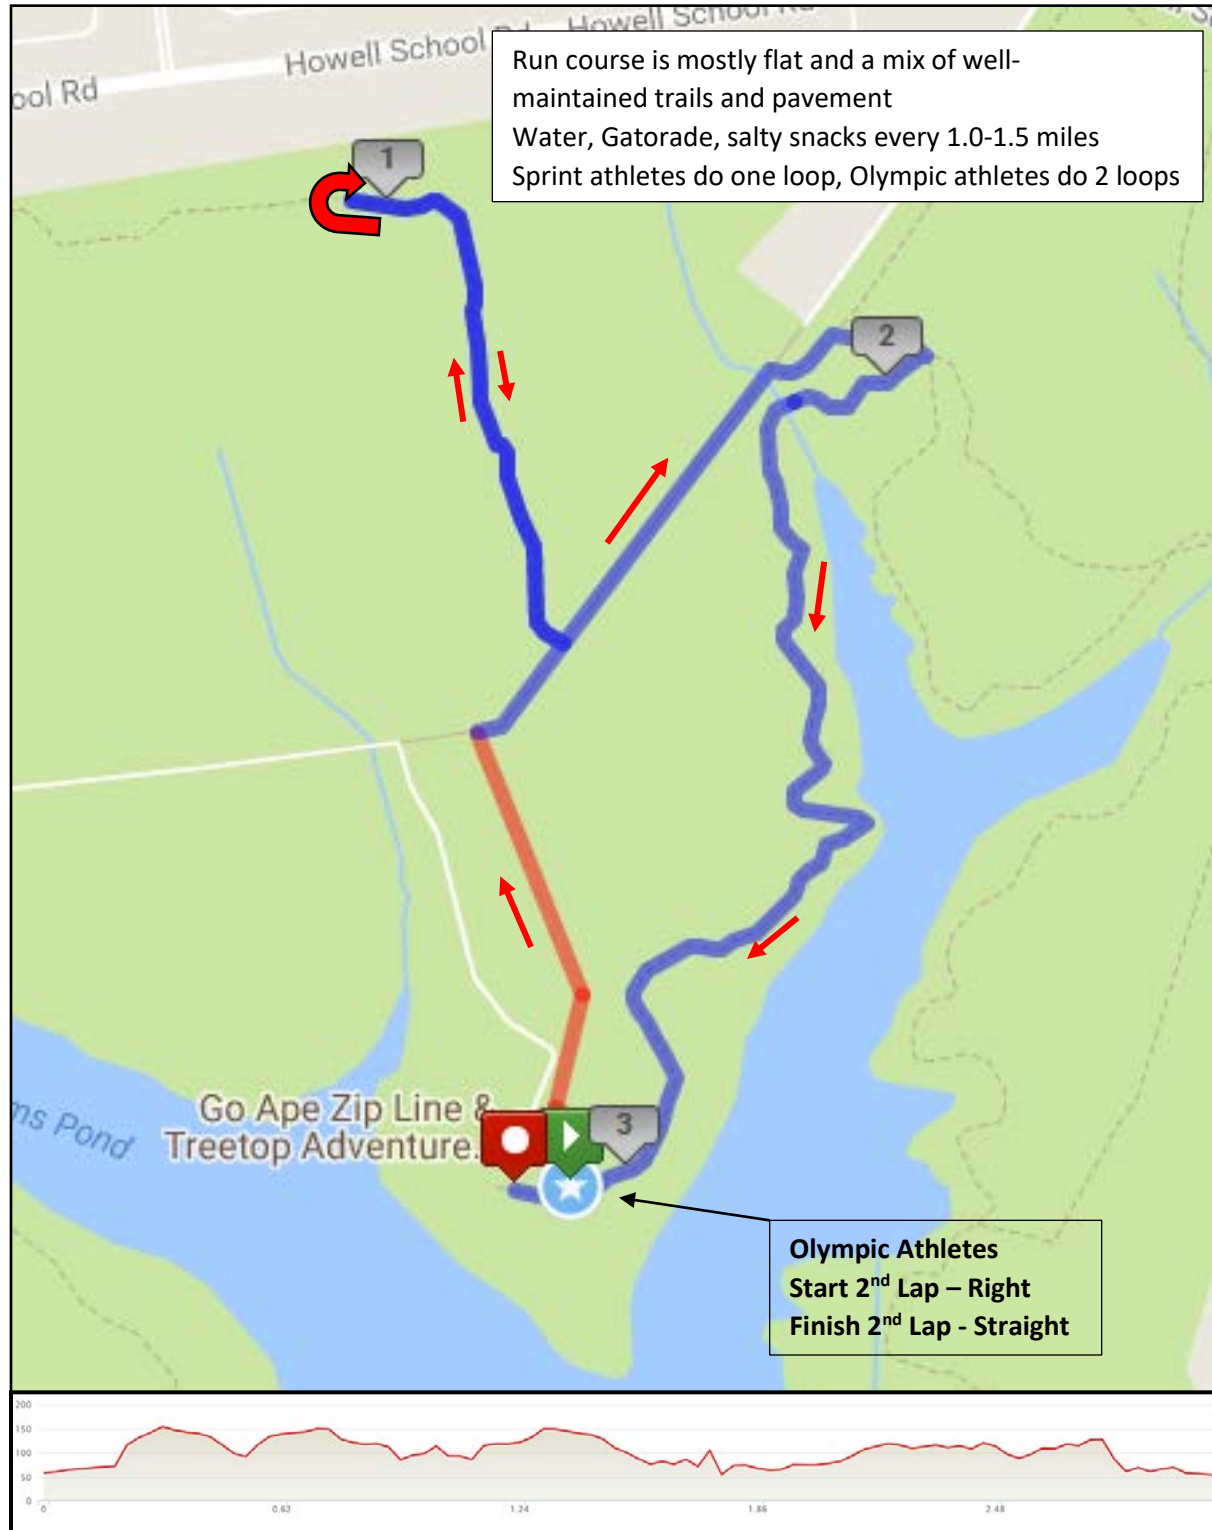 Howell School Rd
Howell School Rd
ool Rd
Run course is mostly flat and a mix of well-
maintained trails and pavement
Water, Gatorade, salty snacks every 1.0-1.5 miles
Sprint athletes do one loop, Olympic athletes do 2 loops
1
2
Go Ape Zip Line &
Treetop Adventure.
ms Pond
3
Olympic Athletes
Start 2nd Lap – Right
Finish 2nd Lap - Straight
200
150
100
50
0
0 0.62 1.24 1.86 2.48